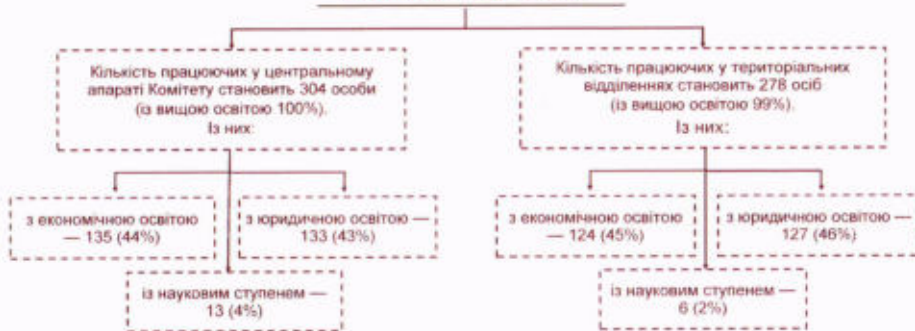 Кількість працюючих у центральному
апараті Комітету становить 304 особи
(із вищою освітою 100%).
Із них:
з економічною освітою
— 135 (44%)
з юридичною освітою —
133 (43%)
із науковим ступенем —
13 (4%)
Кількість працюючих у територіальних
відділеннях становить 278 осіб
(із вищою освітою 99%).
Із них:
з економічною освітою
— 124 (45%)
з юридичною освітою —
127 (46%)
із науковим ступенем —
6 (2%)